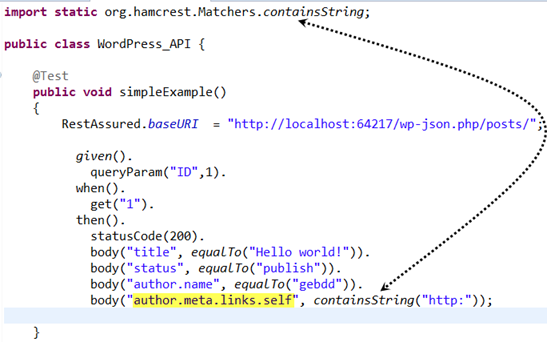 import static org.hamcrest.Matchers.containsString;
public class WordPress_API {
@Test
public void simpleExample()
{
RestAssured.baseURI  = "http://localhost:64217/wp-json.php/posts/";
given().
queryParam("ID",1).
when().
get("1").
then().
statusCode(200).
body("title", equalTo("Hello world!")).
body("status", equalTo("publish")).
body("author.name", equalTo("gebdd")).
body("author.meta.links.self", containsString("http:"));
}